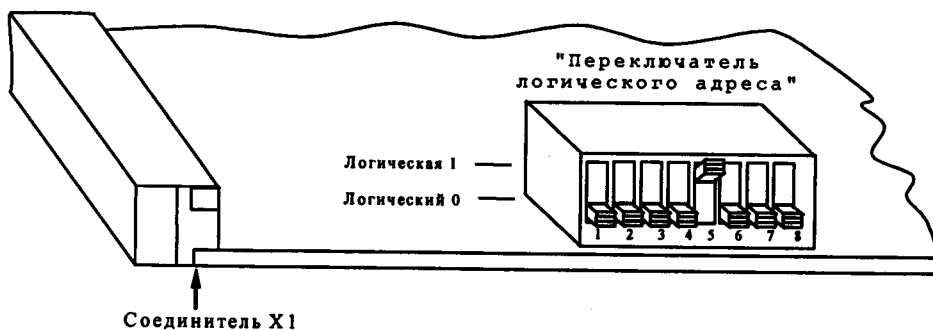 "Переключатель
логического адреса"
Логическая 1
Логический 0
1 2 3 4 5 6 7 8
Соединитель X1